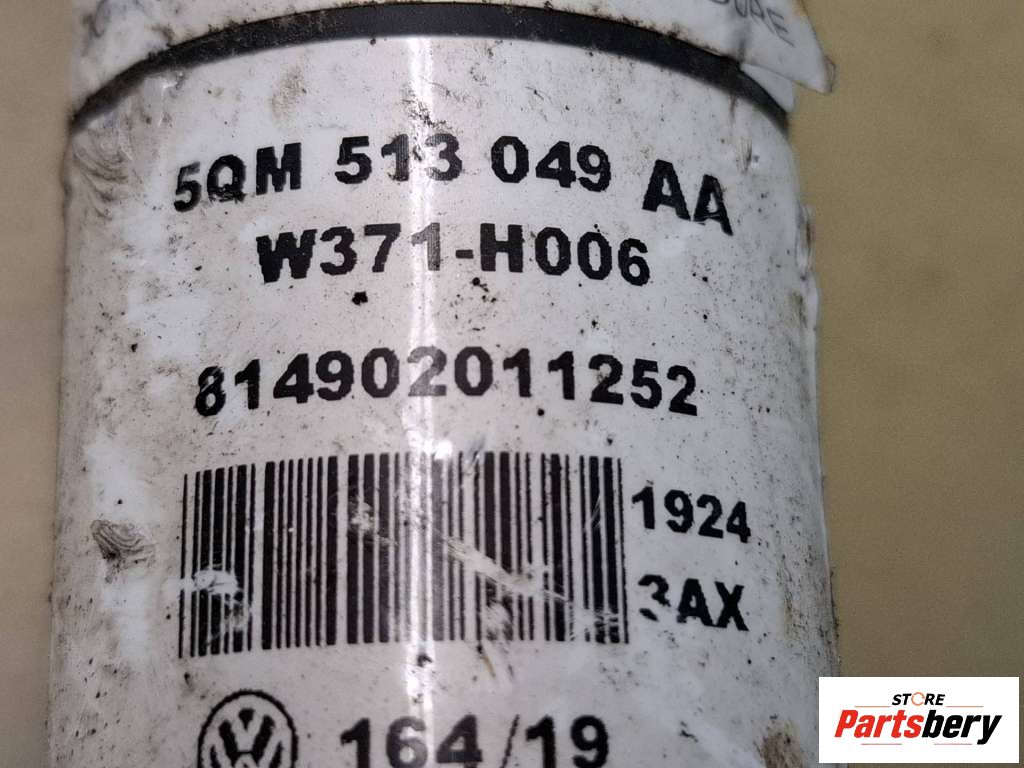 5QM 513 049 AA
W371-H006
814902011252
1924
3AX
164/19
STORE
Partsbery